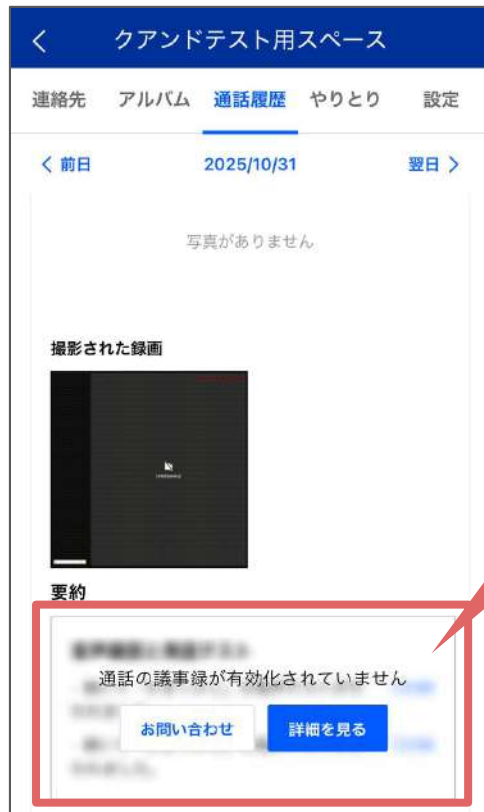 クアンドテスト用スペース
連絡先 アルバム 通話履歴 やりとり 設定
前日 2025/10/31 翌日
写真がありません
撮影された録画
要約
通話の議事録が有効化されていません
お問い合わせ 詳細を見る